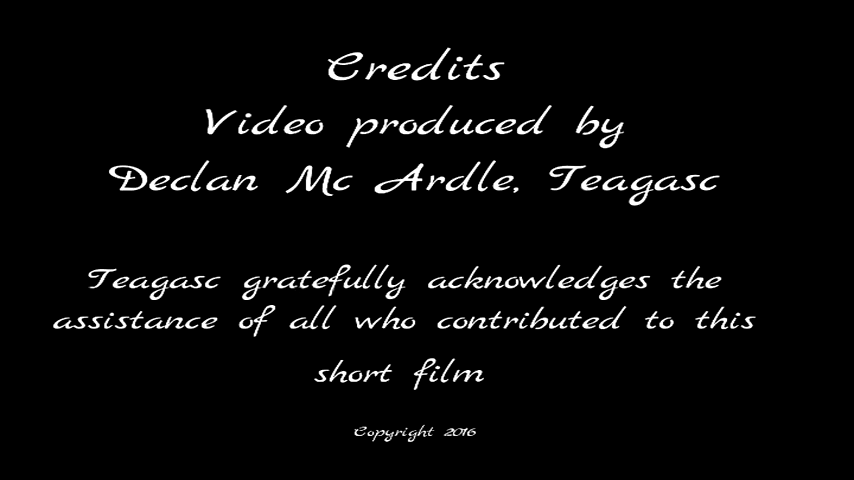 Credits
Video produced by
Declan Mc Ardle, Teagasc
Teagasc gratefully acknowledges the
assistance of all who contributed to this
short film
Copyright 2016